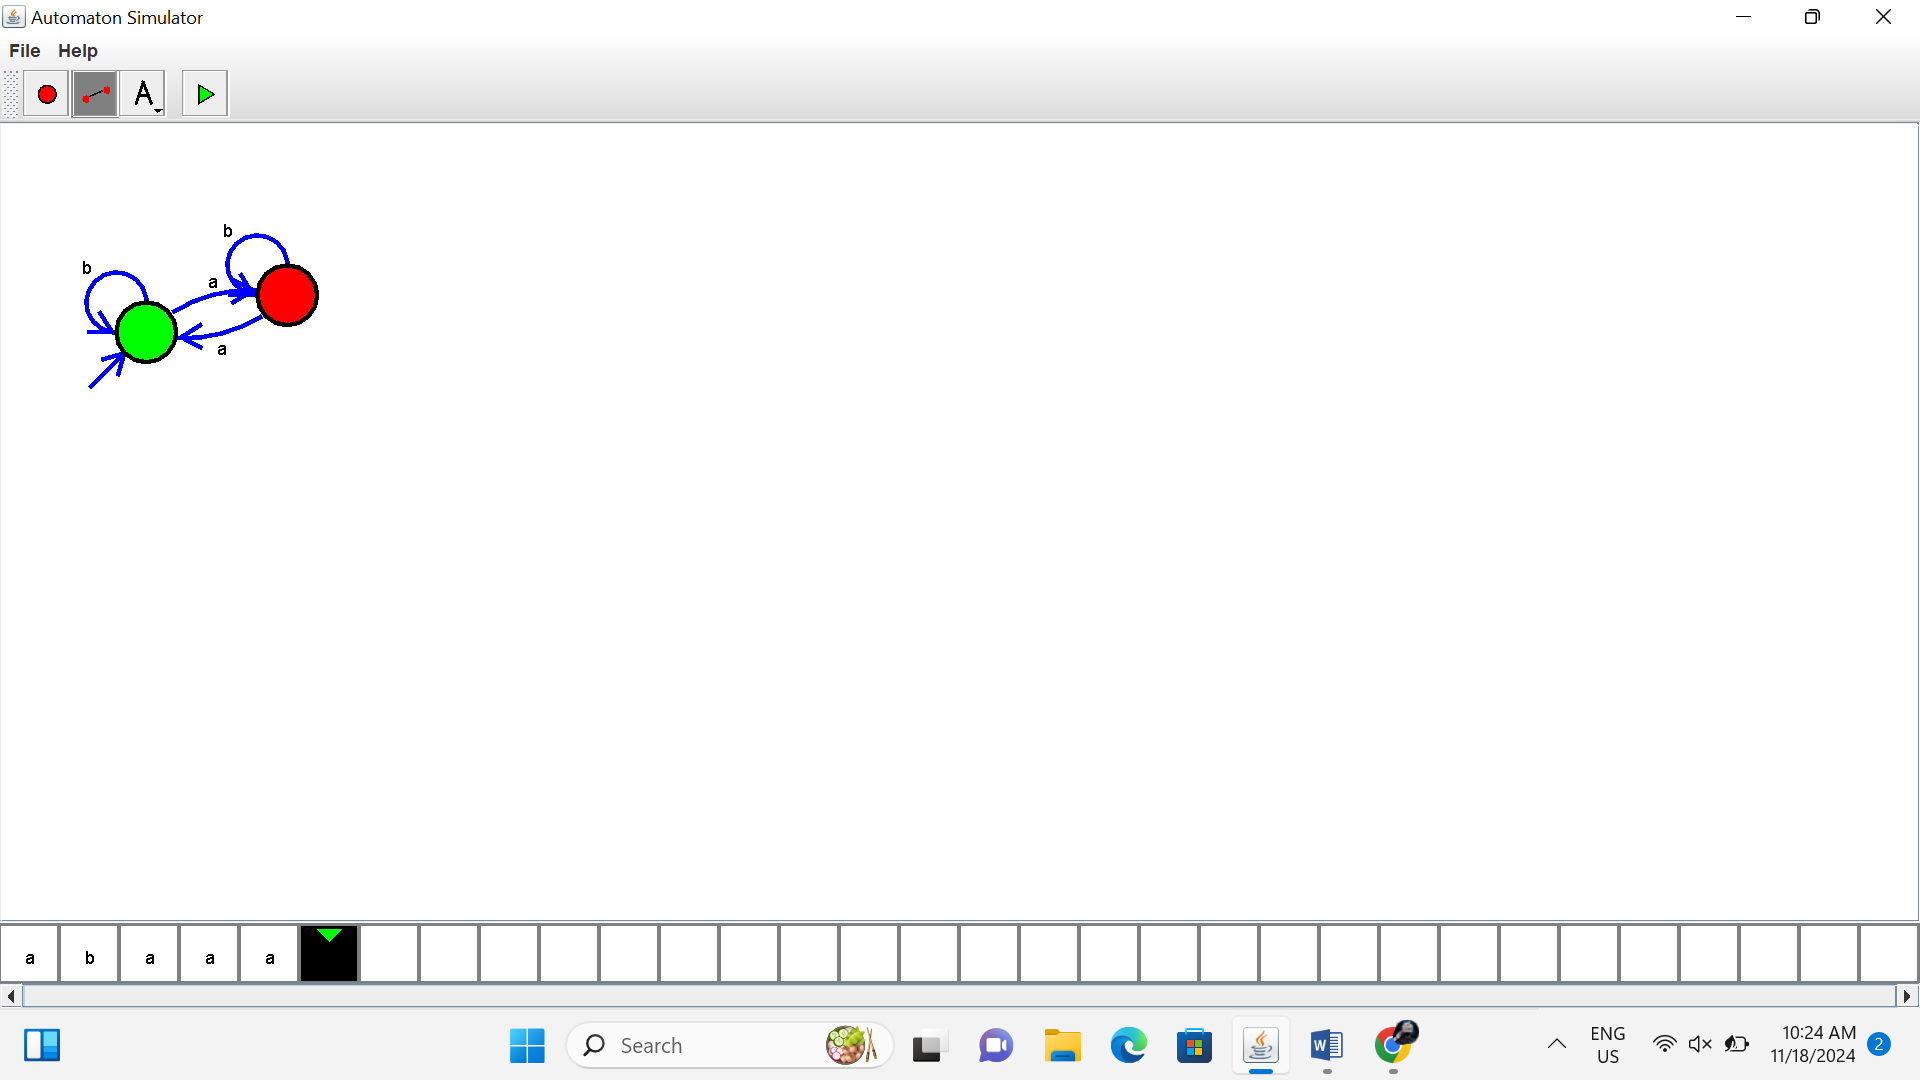 Automaton Simulator
File Help
A
b
b
a
a
a b a a a
Search
ENG
US
10:24 AM
11/18/2024
2